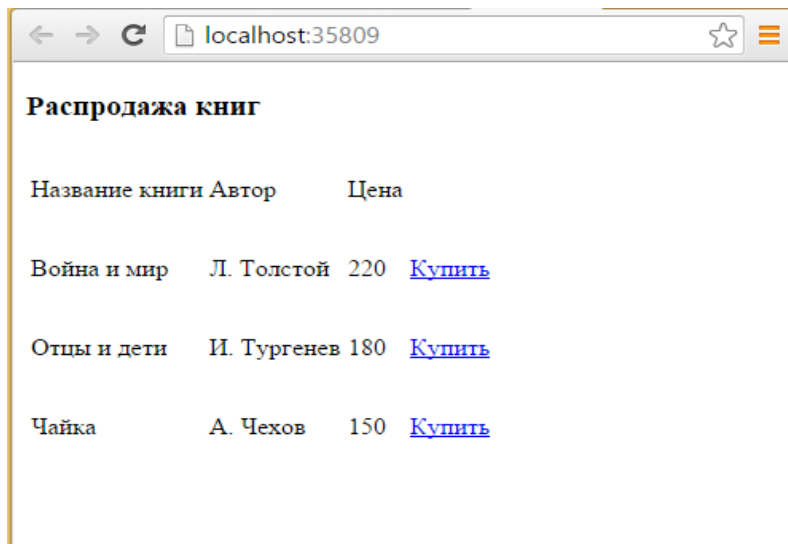 localhost:35809
Распродажа книг
Название книги Автор Цена
Война и мир Л. Толстой 220 Купить
Отцы и дети И. Тургенев 180 Купить
Чайка А. Чехов 150 Купить